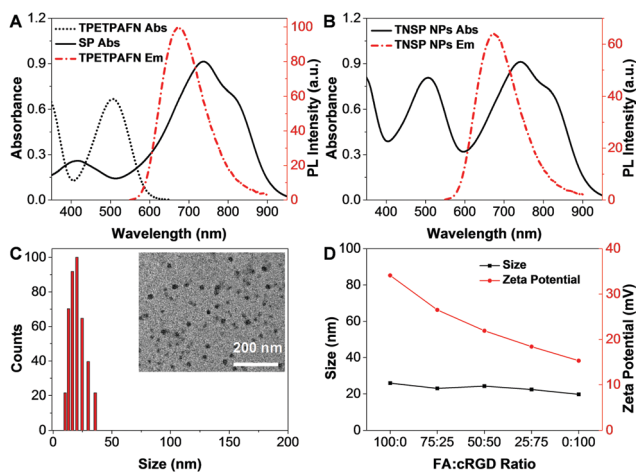 A
TPETPAFN Abs
SP Abs
TPETPAFN Em
1.2
0.9
0.6
0.3
0.0
Absorbance
400 500 600 700 800 900
Wavelength (nm)
100
80
60
40
20
0
PL Intensity (a.u.)
B
TNSP NPs Abs
TNSP NPs Em
1.2
0.9
0.6
0.3
0.0
Absorbance
400 500 600 700 800 900
Wavelength (nm)
60
40
20
0
PL Intensity (a.u.)
C
100
80
60
40
20
0
Counts
200 nm
0 50 100 150 200
Size (nm)
D
Size
Zeta Potential
100
80
60
40
20
0
Size (nm)
100:0 75:25 50:50 25:75 0:100
FA:cRGD Ratio
40
30
20
10
0
Zeta Potential (mV)